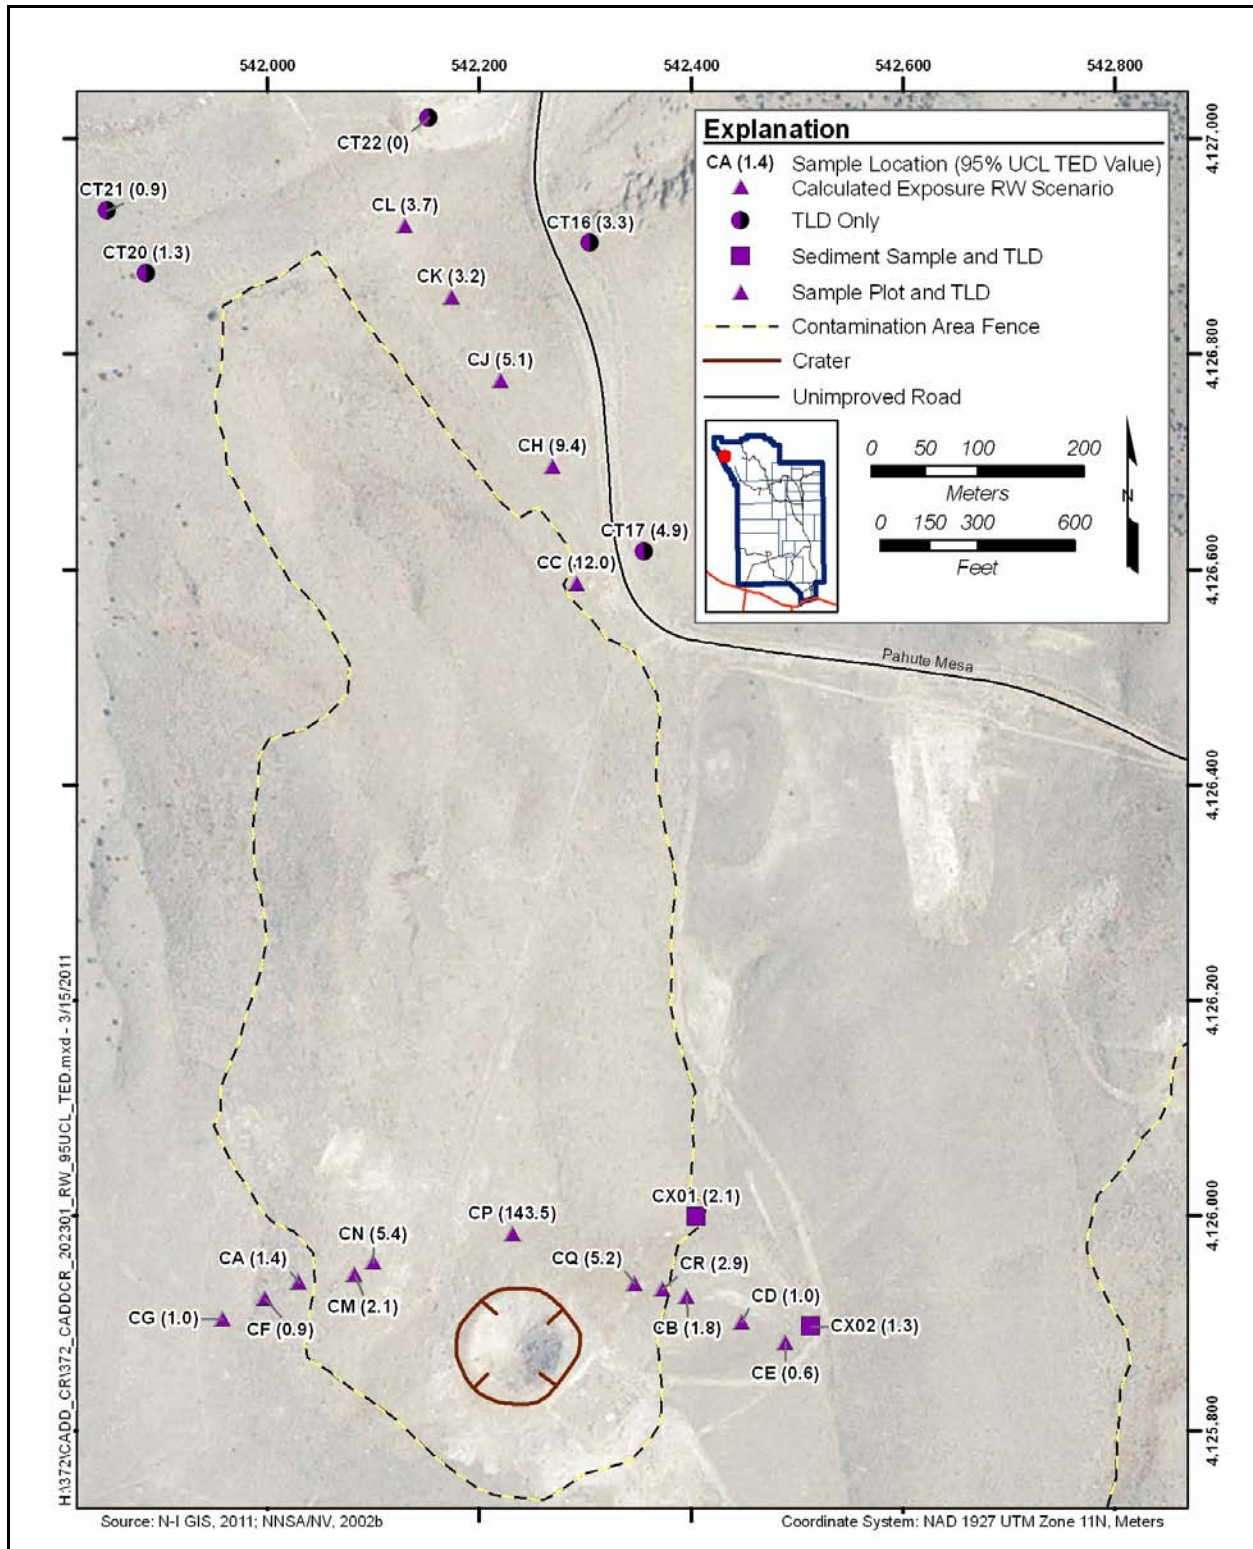 542,000 542,200 542,400 542,600 542,800
4,127,000
4,126,800
4,126,600
4,126,400
4,126,200
4,126,000
4,125,800
Explanation
CA (1.4) Sample Location (95% UCL TED Value)
Calculated Exposure RW Scenario
TLD Only
Sediment Sample and TLD
Sample Plot and TLD
Contamination Area Fence
Crater
Unimproved Road
0 50 100 200
Meters
0 150 300 600
Feet
N
CT22 (0)
CT21 (0.9)
CL (3.7)
CT16 (3.3)
CT20 (1.3)
CK (3.2)
CJ (5.1)
CH (9.4)
CT17 (4.9)
CC (12.0)
Pahute Mesa
CX01 (2.1)
CP (143.5)
CN (5.4)
CA (1.4)
CQ (5.2)
CR (2.9)
CD (1.0)
CM (2.1)
CG (1.0)
CF (0.9)
CB (1.8)
CX02 (1.3)
CE (0.6)
H:\372\CADD_CR\372_CADDCR_202301_RW_95UCL_TED.mxd - 3/15/2011
Source: N-I GIS, 2011; NNSA/NV, 2002b
Coordinate System: NAD 1927 UTM Zone 11N, Meters